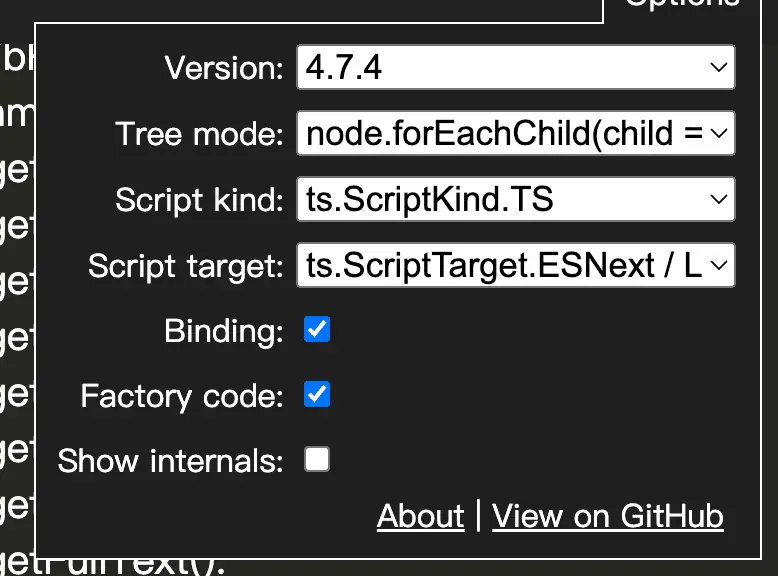 Options
Version: 4.7.4
Tree mode: node.forEachChild(child =
Script kind: ts.ScriptKind.TS
Script target: ts.ScriptTarget.ESNext / L
Binding:
Factory code:
Show internals:
About | View on GitHub
getFullText():